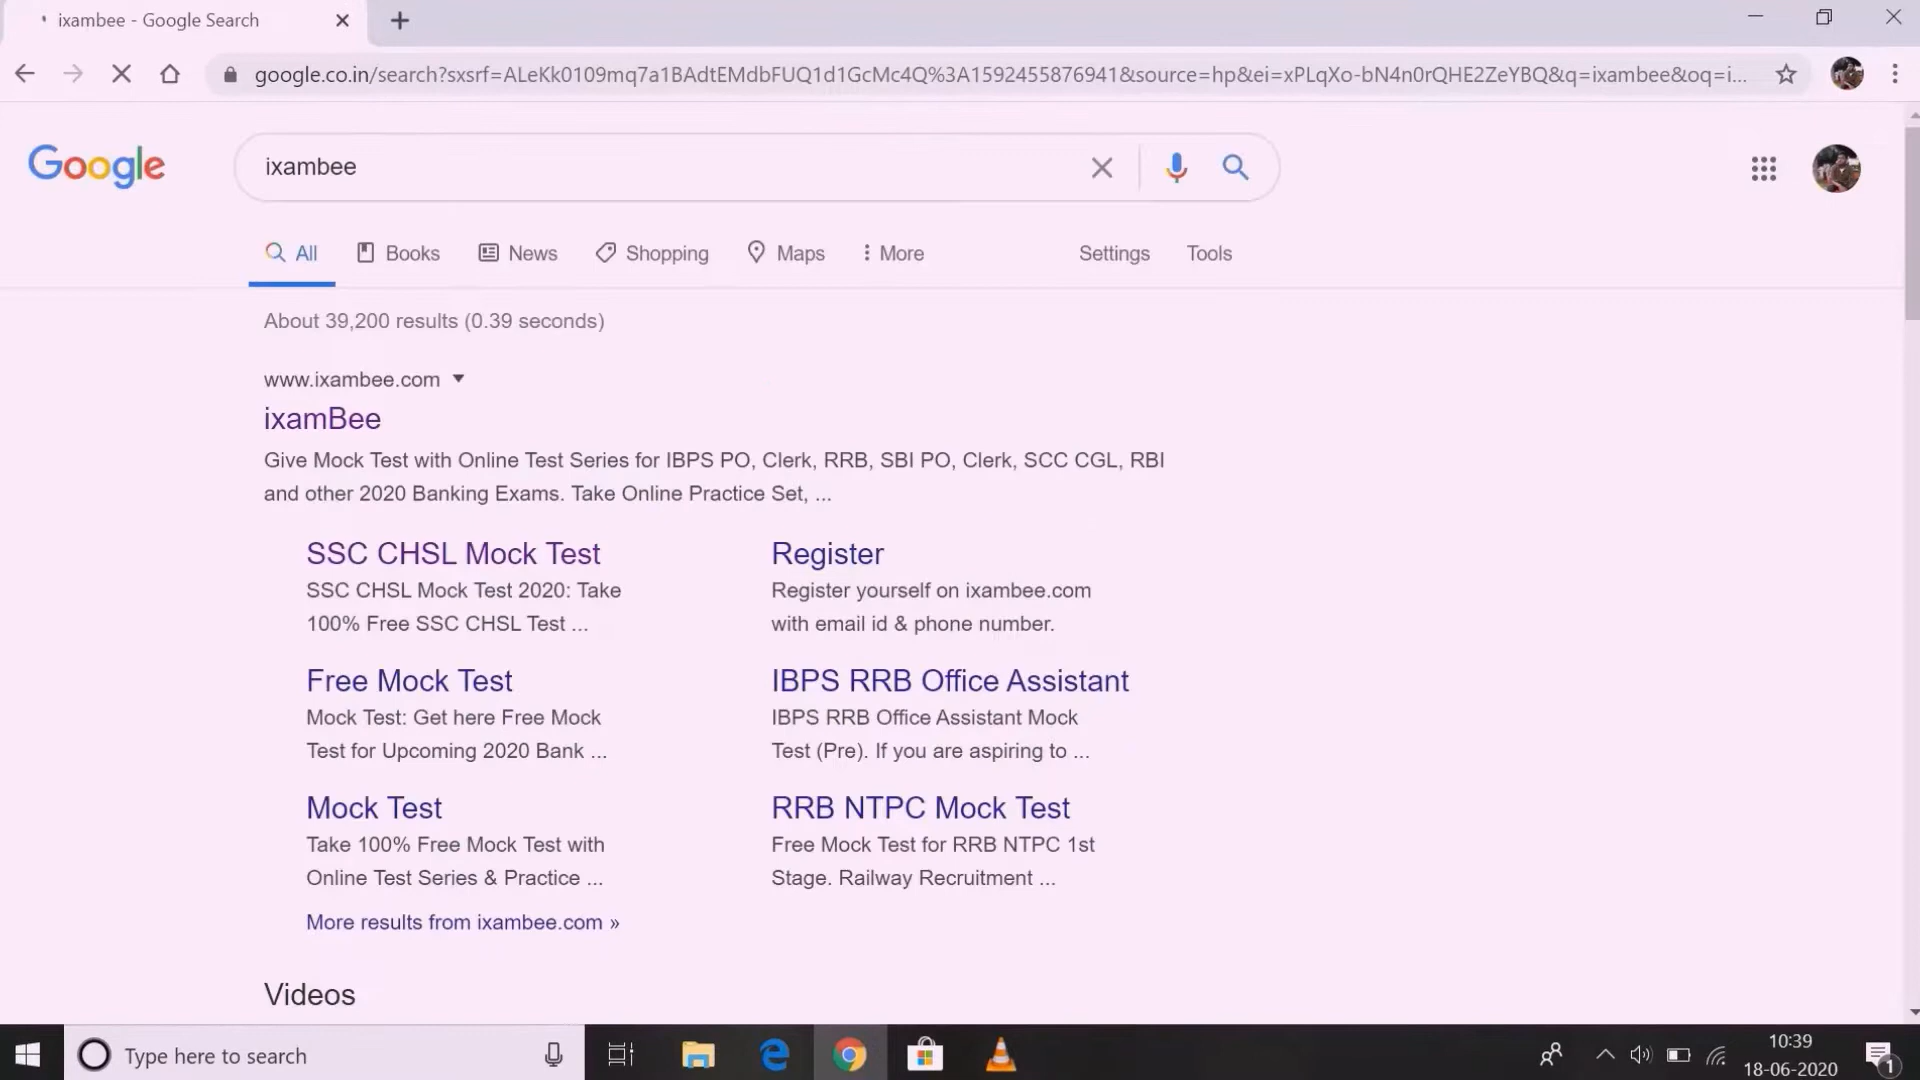 ixambee - Google Search
google.co.in/search?sxsrf=ALeKk0109mq7a1BAdtEMdbFUQ1d1GcMc4Q%3A1592455876941&source=hp&ei=xPLqXo-bN4n0rQHE2ZeYBQ&q=ixambee&oq=i...
Google
ixambee
All Books News Shopping Maps More Settings Tools
About 39,200 results (0.39 seconds)
www.ixambee.com
ixamBee
Give Mock Test with Online Test Series for IBPS PO, Clerk, RRB, SBI PO, Clerk, SCC CGL, RBI
and other 2020 Banking Exams. Take Online Practice Set, ...
SSC CHSL Mock Test
SSC CHSL Mock Test 2020: Take
100% Free SSC CHSL Test ...
Register
Register yourself on ixambee.com
with email id & phone number.
Free Mock Test
Mock Test: Get here Free Mock
Test for Upcoming 2020 Bank ...
IBPS RRB Office Assistant
IBPS RRB Office Assistant Mock
Test (Pre). If you are aspiring to ...
Mock Test
Take 100% Free Mock Test with
Online Test Series & Practice ...
RRB NTPC Mock Test
Free Mock Test for RRB NTPC 1st
Stage. Railway Recruitment ...
More results from ixambee.com »
Videos
Type here to search
10:39
18-06-2020
1